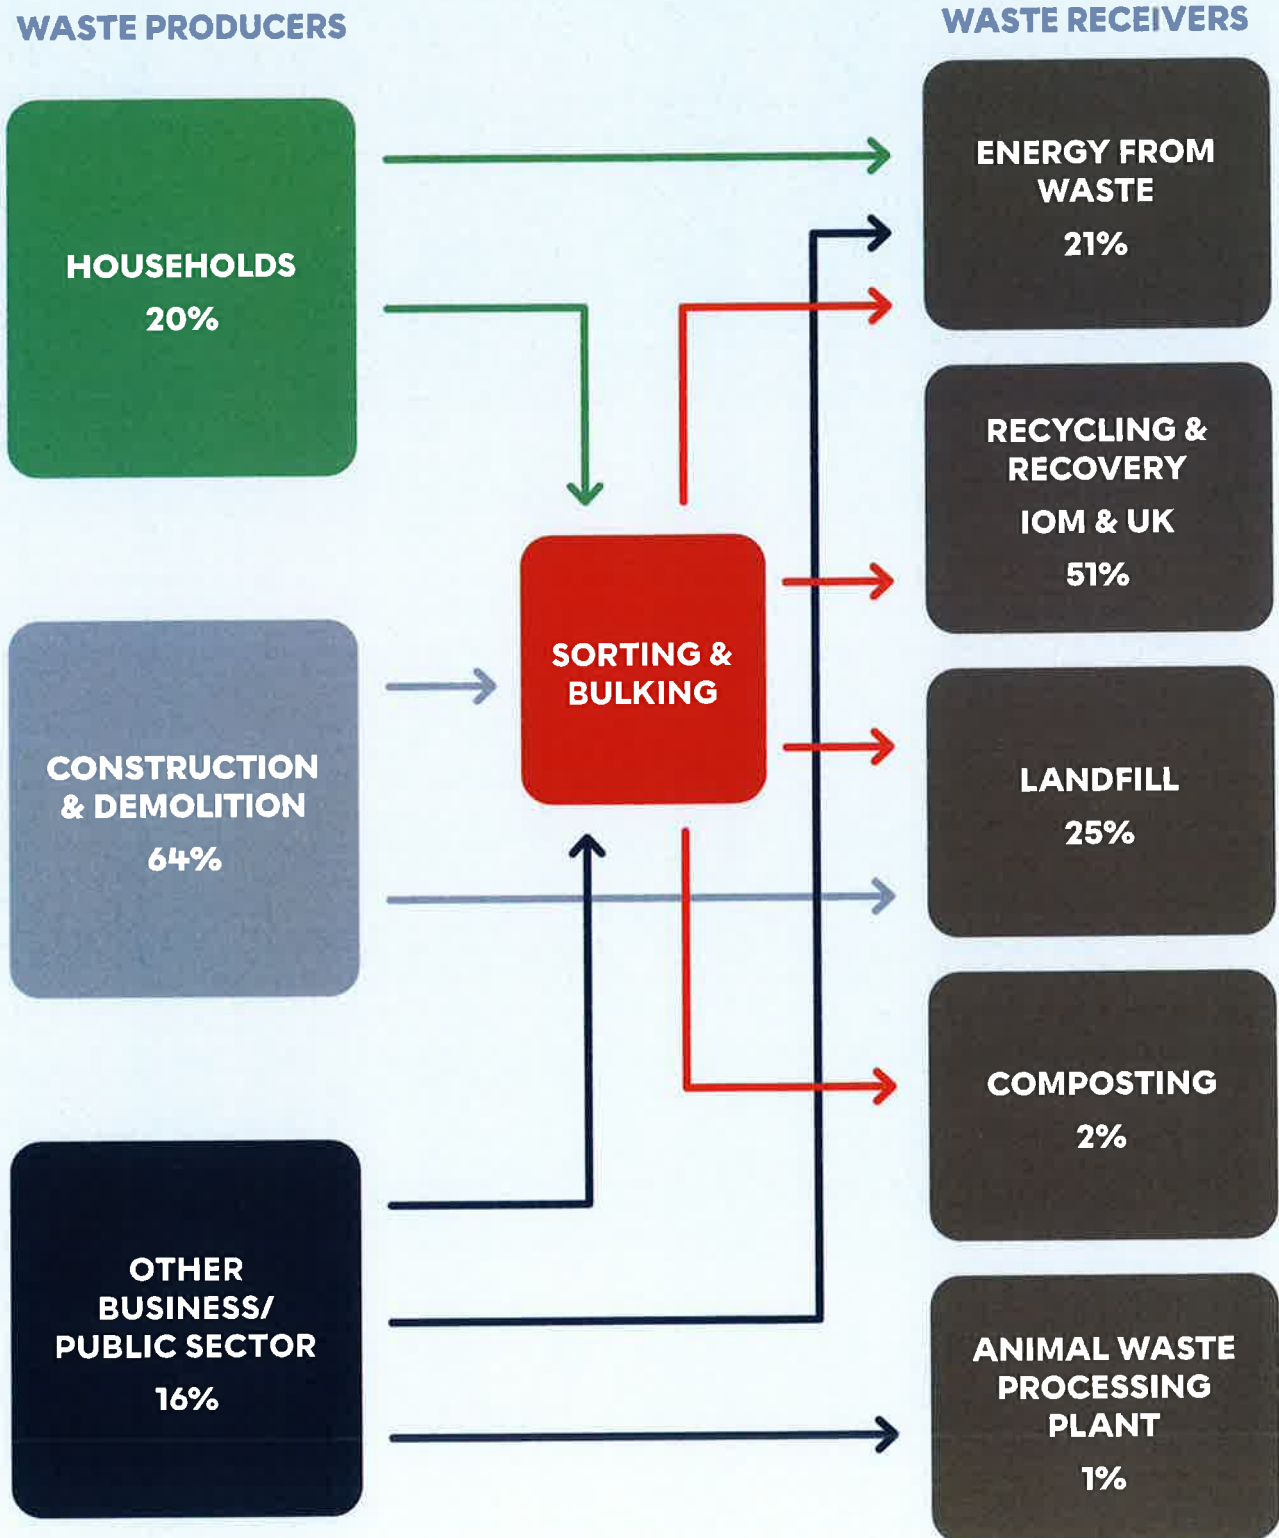 WASTE PRODUCERS
WASTE RECEIVERS
HOUSEHOLDS
20%
CONSTRUCTION
& DEMOLITION
64%
OTHER
BUSINESS/
PUBLIC SECTOR
16%
SORTING &
BULKING
ENERGY FROM
WASTE
21%
RECYCLING &
RECOVERY
IOM & UK
51%
LANDFILL
25%
COMPOSTING
2%
ANIMAL WASTE
PROCESSING
PLANT
1%